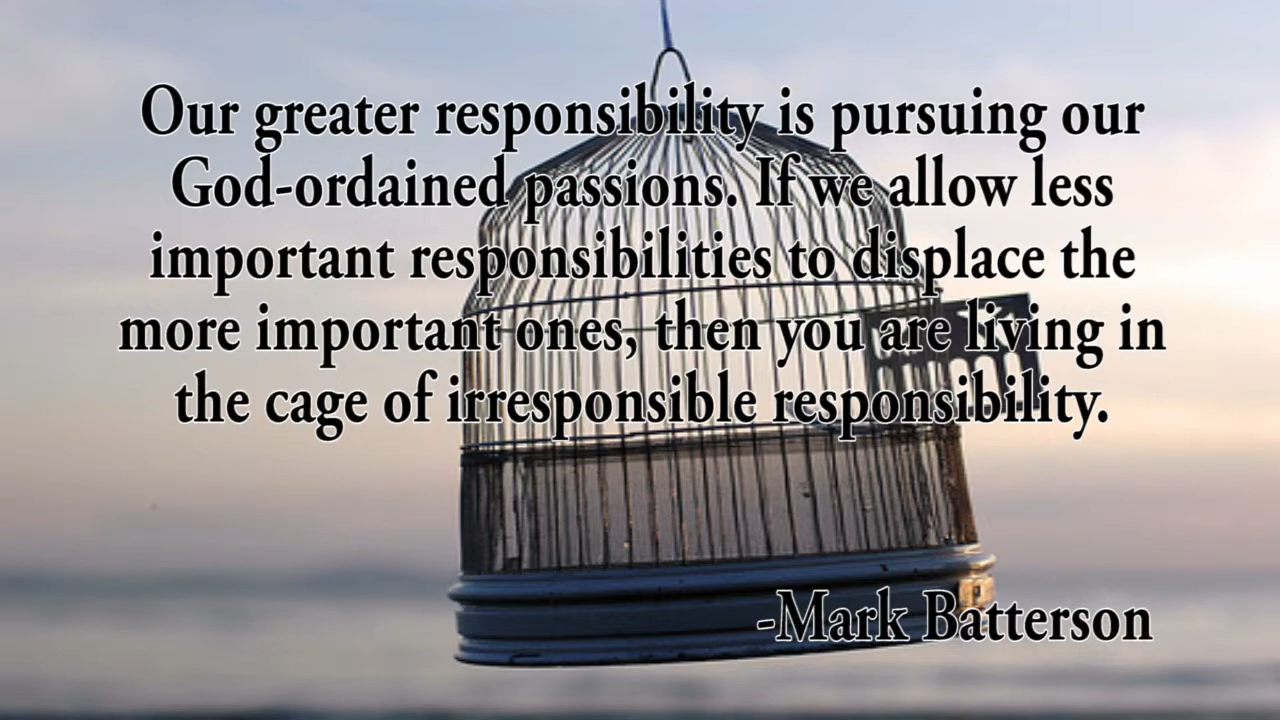 Our greater responsibility is pursuing our
God-ordained passions. If we allow less
important responsibilities to displace the
more important ones, then you are living in
the cage of irresponsible responsibility.
-Mark Batterson